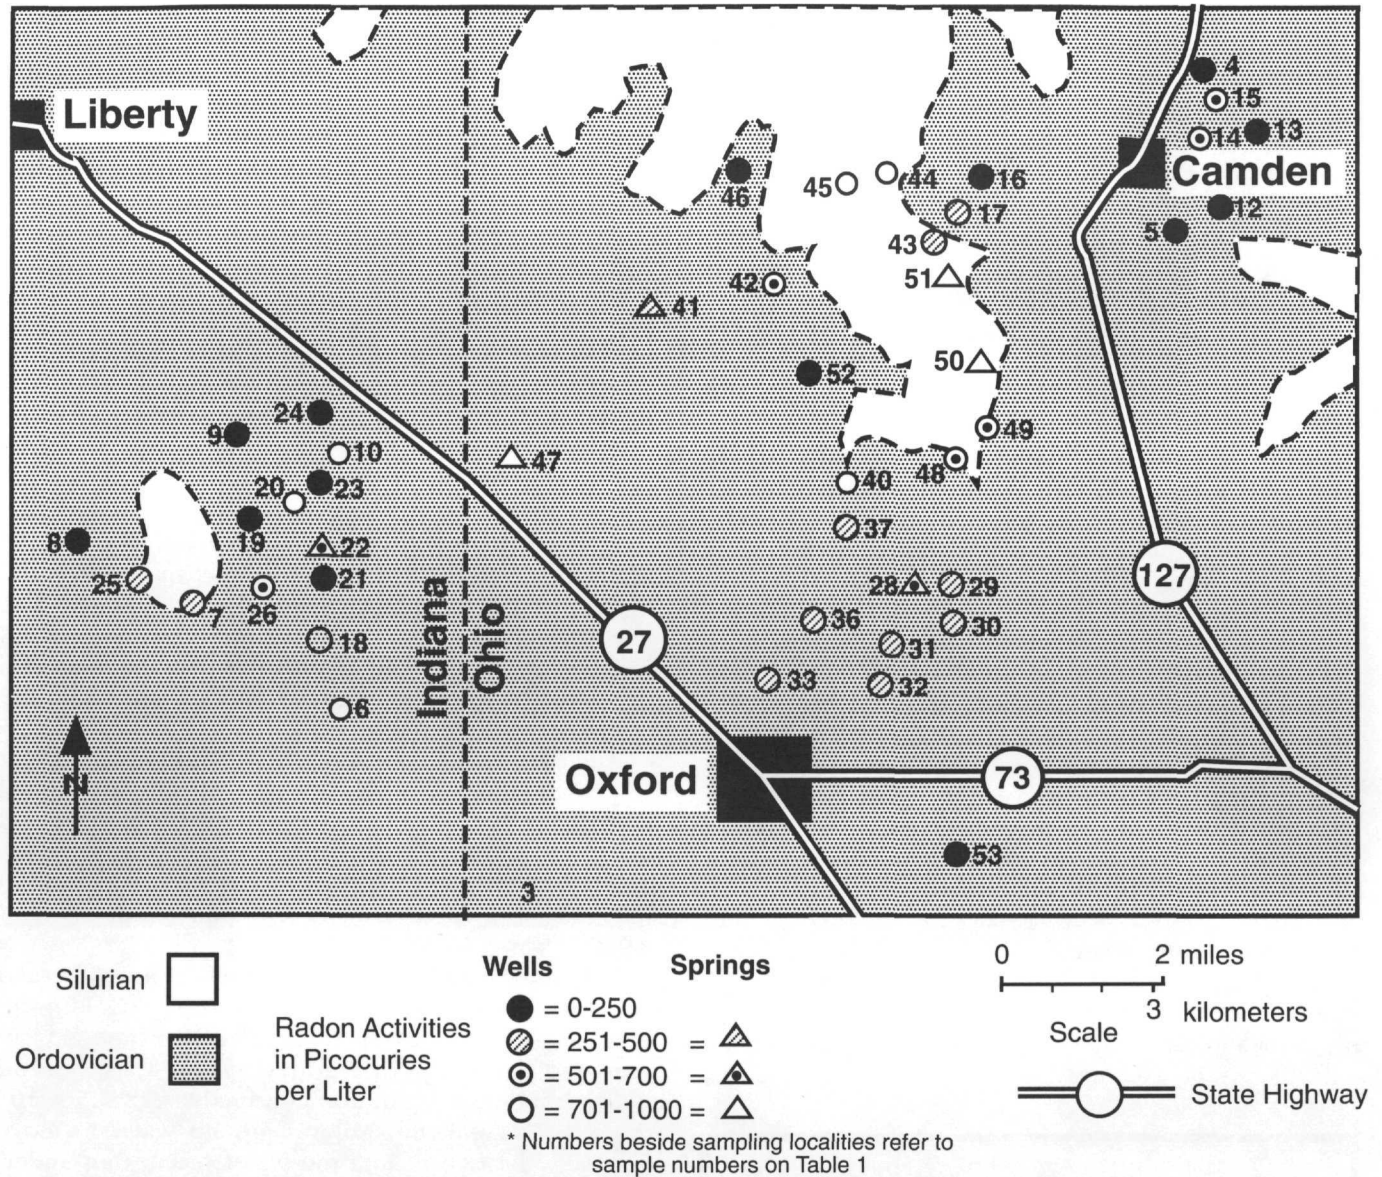 4
15
Liberty
14
13
Camden
46
45
44
16
17
12
5
43
42
51
41
50
52
24
9
10
47
49
48
20
23
40
19
37
8
22
25
21
28
29
127
26
7
36
30
18
27
31
Indiana
Ohio
33
32
6
N
Oxford
73
53
3
Silurian
Ordovician
Radon Activities
in Picocuries
per Liter
Wells Springs
= 0-250
= 251-500 =
= 501-700 =
= 701-1000 =
* Numbers beside sampling localities refer to
sample numbers on Table 1
0 2 miles
3 kilometers
Scale
State Highway